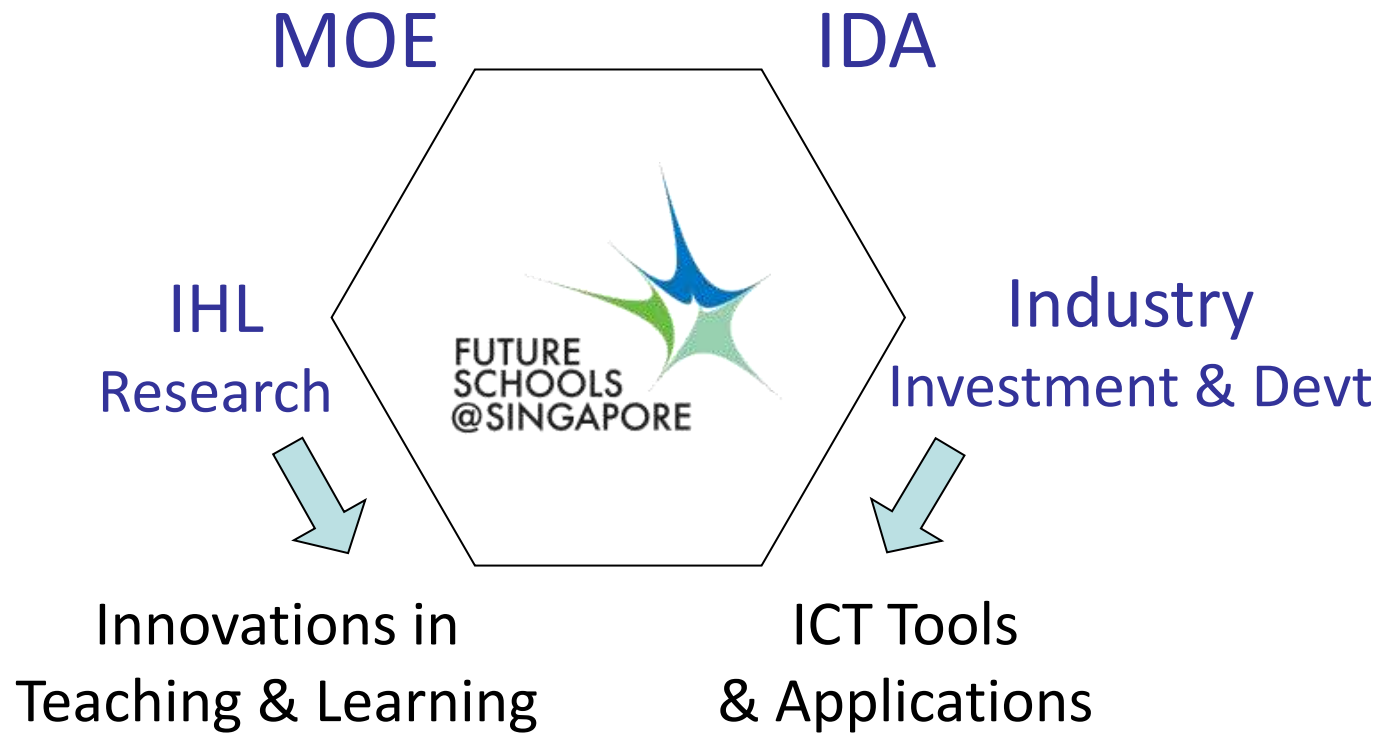 MOE
IDA
IHL
Research
Industry
Investment & Devt
FUTURE
SCHOOLS
@SINGAPORE
Innovations in
Teaching & Learning
ICT Tools
& Applications